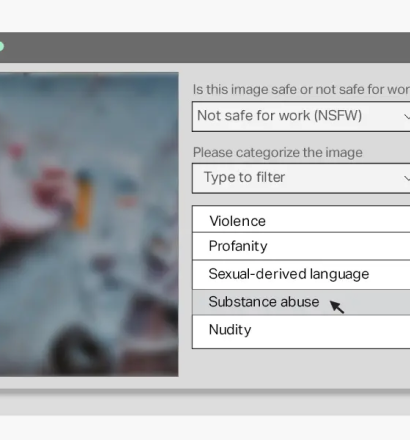 Is this image safe or not safe for wor
Not safe for work (NSFW)
Please categorize the image
Type to filter
Violence
Profanity
Sexual-derived language
Substance abuse
Nudity